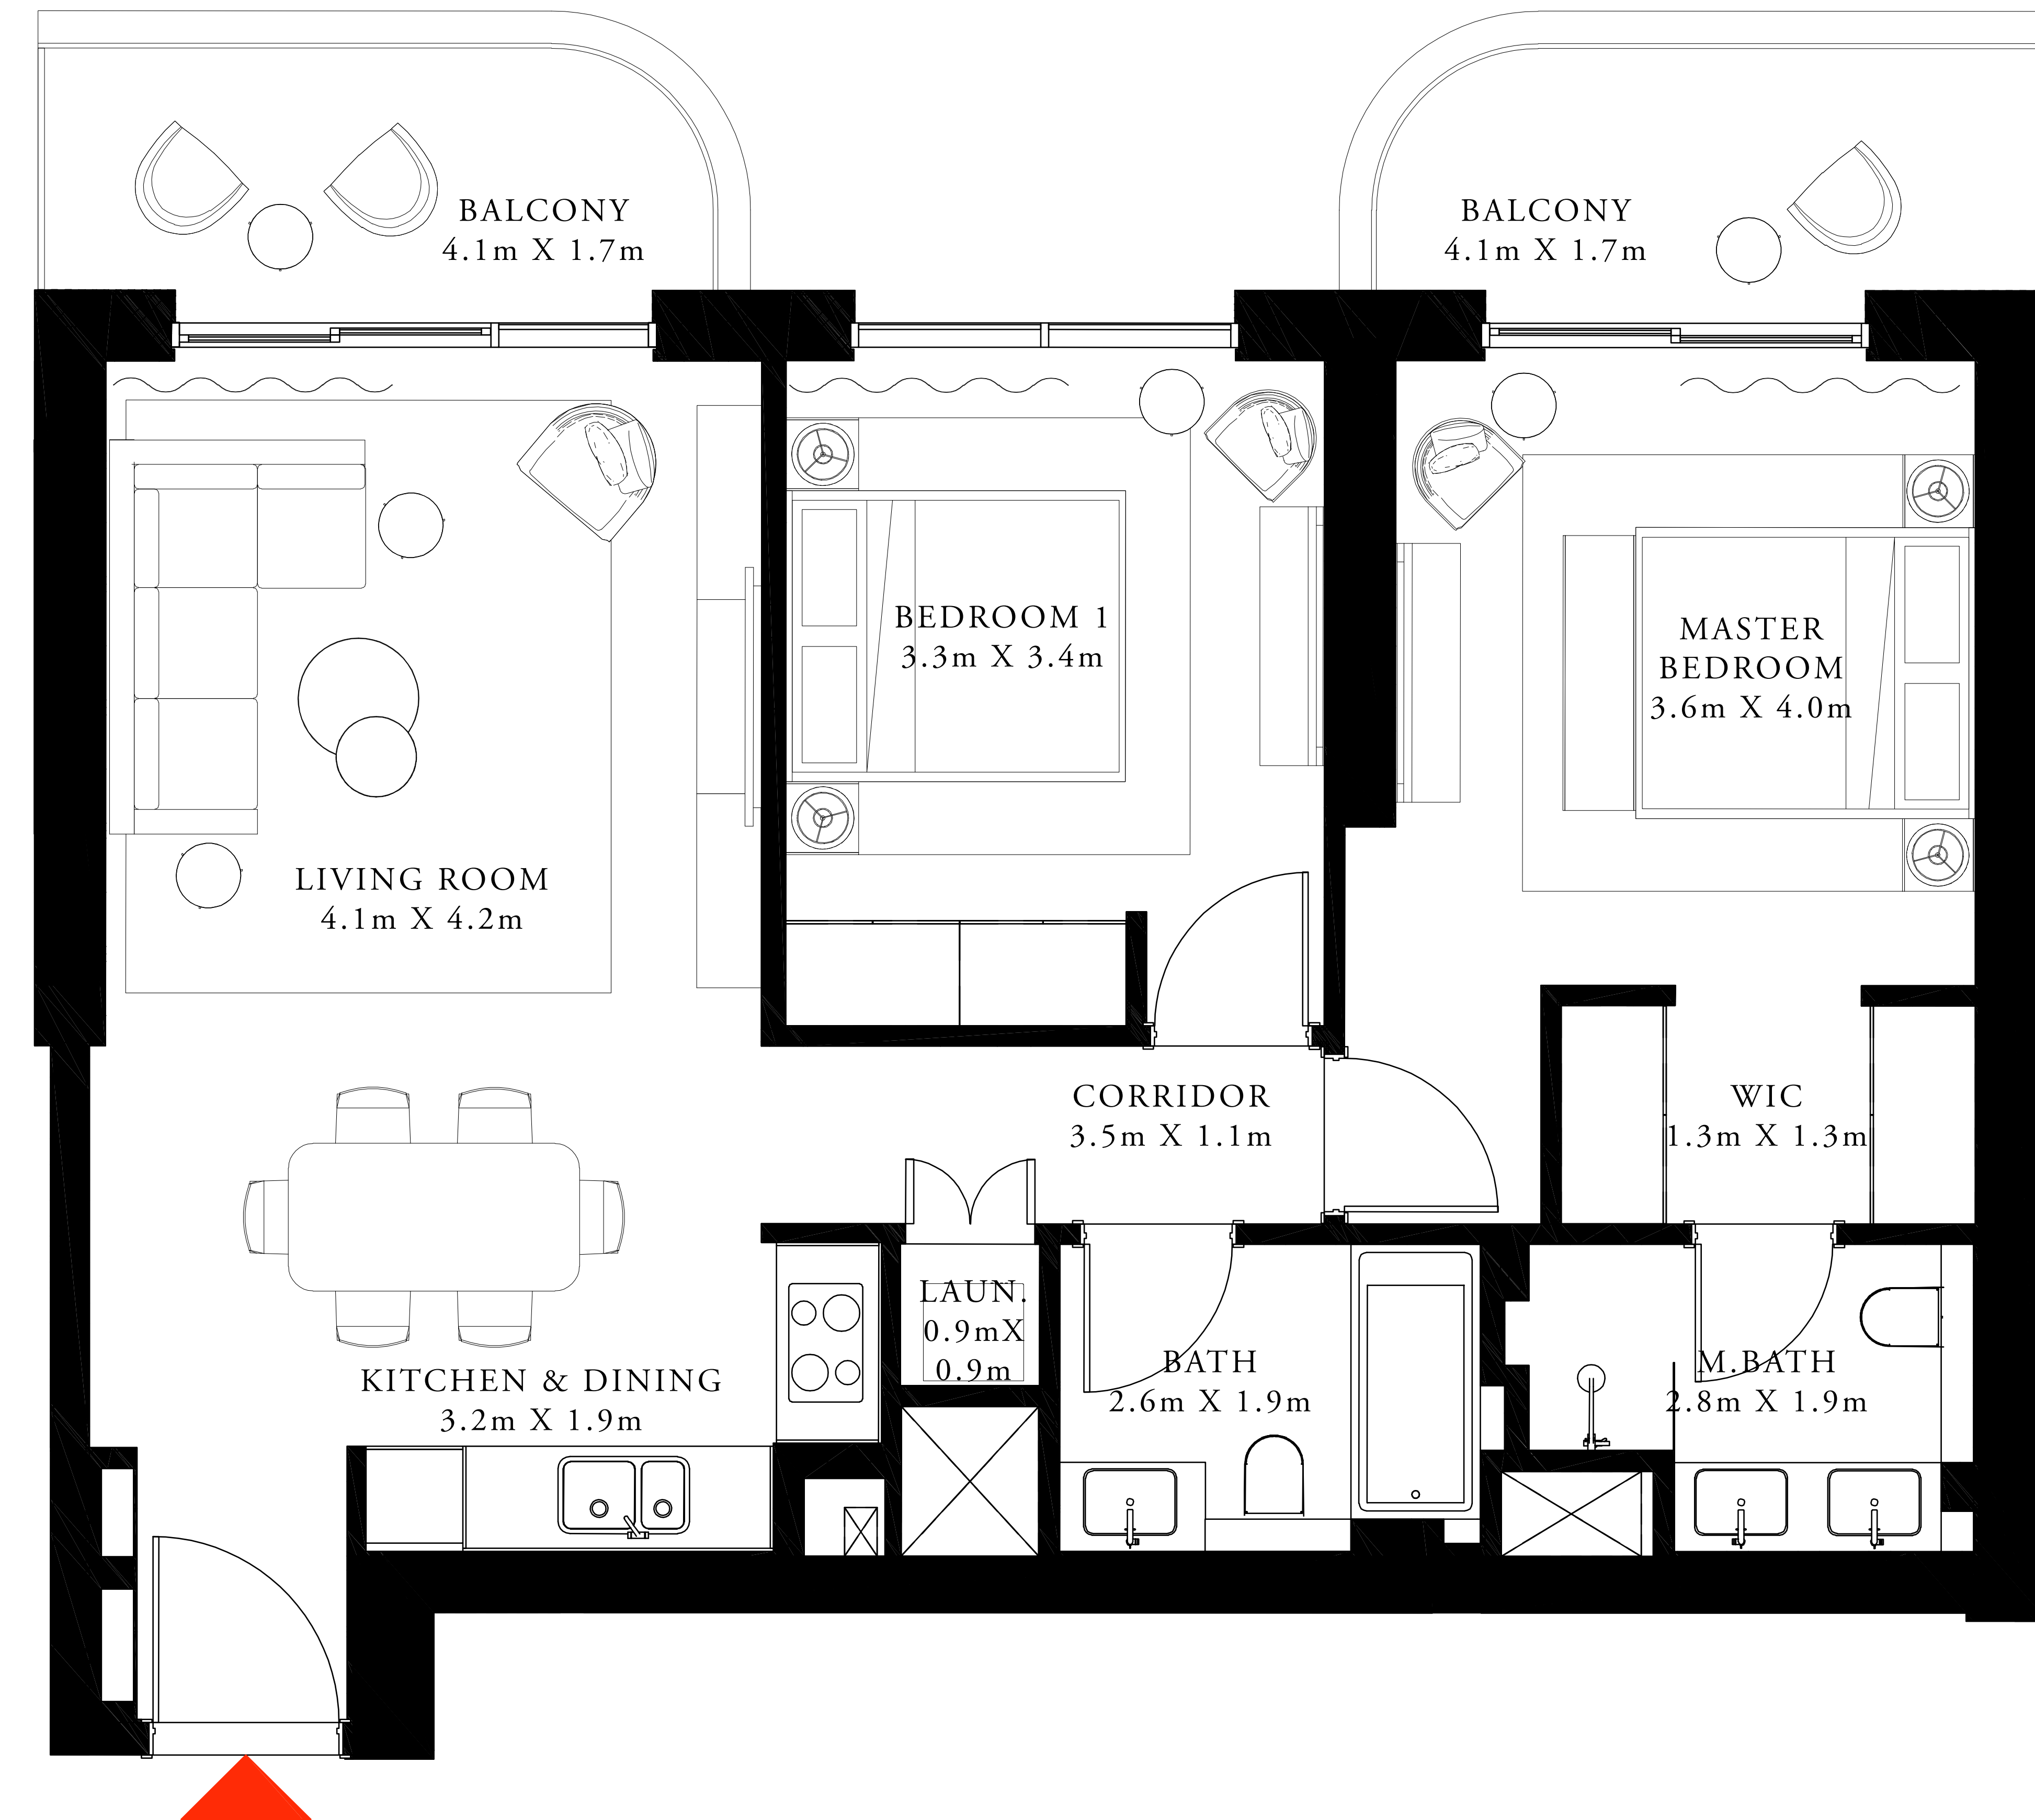 BALCONY
4.1m X 1.7m
BALCONY
4.1m X 1.7m
BEDROOM 1
3.3m X 3.4m
MASTER
BEDROOM
3.6m X 4.0m
LIVING ROOM
4.1m X 4.2m
CORRIDOR
3.5m X 1.1m
WIC
1.3m X 1.3m
LAUN.
0.9mX
0.9m
BATH
2.6m X 1.9m
M.BATH
2.8m X 1.9m
KITCHEN & DINING
3.2m X 1.9m